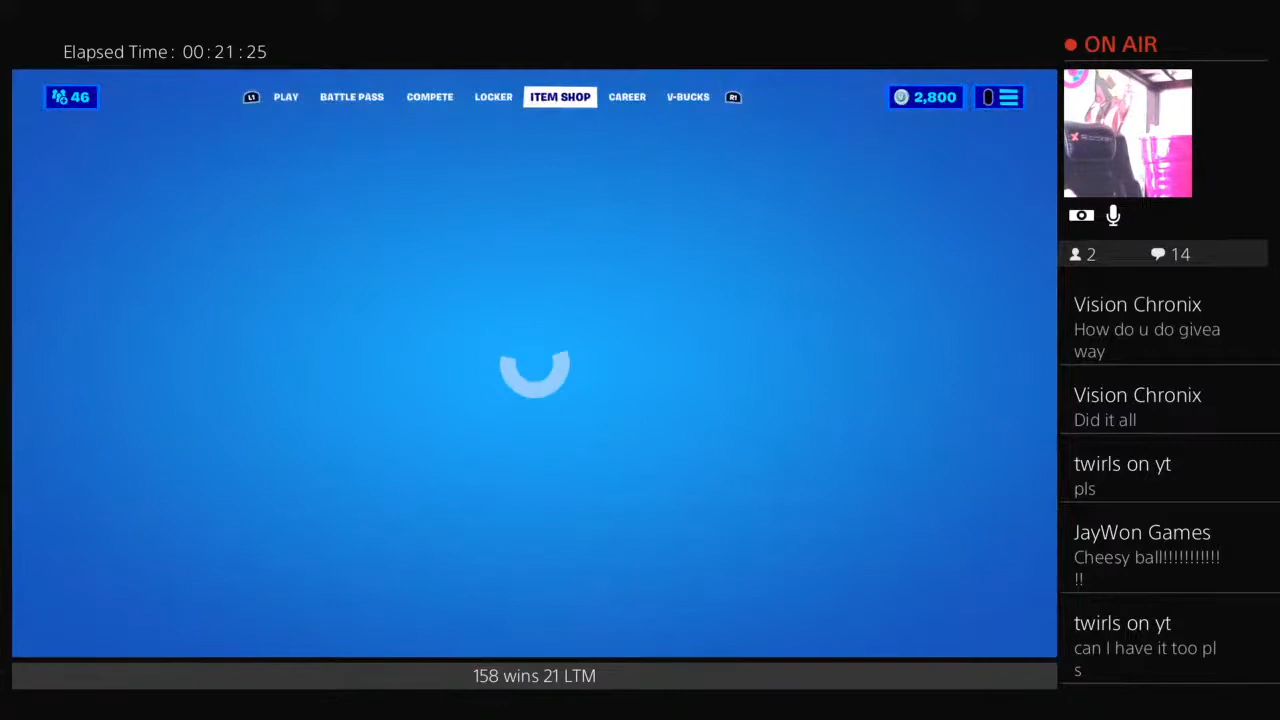 Elapsed Time: 00:21:25
ON AIR
46
L1 PLAY BATTLE PASS COMPETE LOCKER ITEM SHOP CAREER V-BUCKS R1
2,800
2 14
Vision Chronix
How do u do givea
way
Vision Chronix
Did it all
twirls on yt
pls
JayWon Games
Cheesy ball!!!!!!!!!!!
!!
twirls on yt
can I have it too pl
s
158 wins 21 LTM